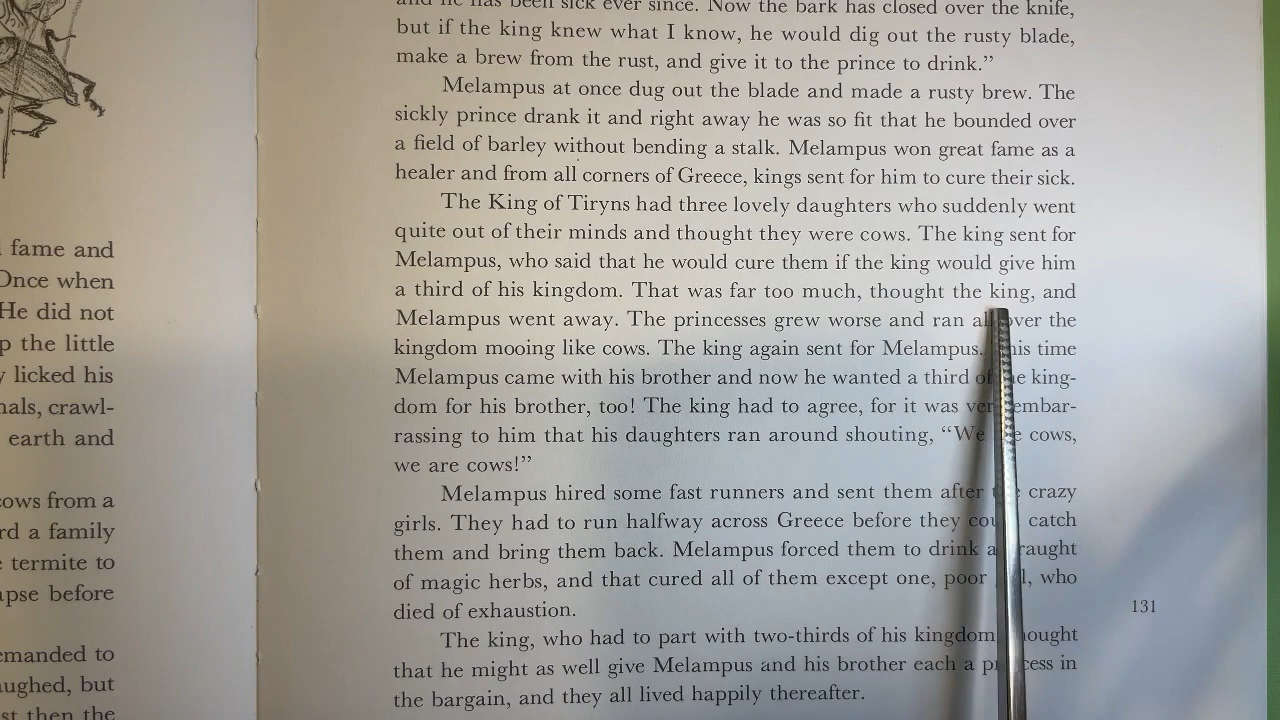 fame and
Once when
He did not
p the little
y licked his
nals, crawl-
earth and
cows from a
rd a family
termite to
apse before
emanded to
aughed, but
st then the
and he has been sick ever since. Now the bark has closed over the knife,
but if the king knew what I know, he would dig out the rusty blade,
make a brew from the rust, and give it to the prince to drink.”
Melampus at once dug out the blade and made a rusty brew. The
sickly prince drank it and right away he was so fit that he bounded over
a field of barley without bending a stalk. Melampus won great fame as a
healer and from all corners of Greece, kings sent for him to cure their sick.
The King of Tiryns had three lovely daughters who suddenly went
quite out of their minds and thought they were cows. The king sent for
Melampus, who said that he would cure them if the king would give him
a third of his kingdom. That was far too much, thought the king, and
Melampus went away. The princesses grew worse and ran all over the
kingdom mooing like cows. The king again sent for Melampus. This time
Melampus came with his brother and now he wanted a third of the king-
dom for his brother, too! The king had to agree, for it was very embar-
rassing to him that his daughters ran around shouting, “We are cows,
we are cows!”
Melampus hired some fast runners and sent them after the crazy
girls. They had to run halfway across Greece before they could catch
them and bring them back. Melampus forced them to drink a draught
of magic herbs, and that cured all of them except one, poor girl, who
died of exhaustion.
The king, who had to part with two-thirds of his kingdom, thought
that he might as well give Melampus and his brother each a princess in
the bargain, and they all lived happily thereafter.
131